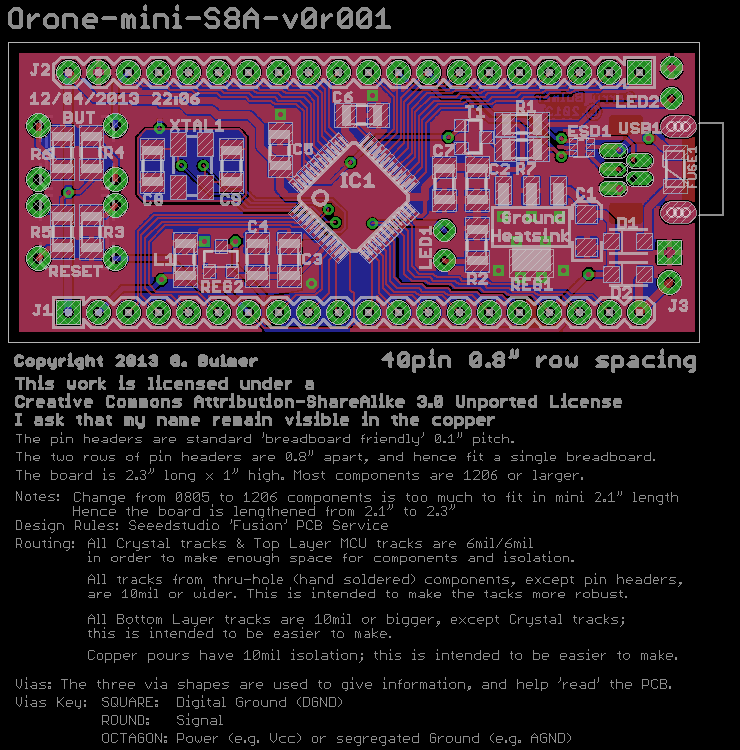 Orone-mini-S8A-v0r001
J2
12/04/2013 22:06
C6
LED2
BUT
XTAL1
T1
R1
ESD1
USB1
R6
R4
C5
C7
C2
R7
FUSE1
IC1
C8
C9
C1
Ground
Heatsink
R5
R3
C4
LED1
D1
L1
C3
RESET
REG2
R2
REG1
D2
J3
J1
Copyright 2013 G. Bulmer
40pin 0.8" row spacing
This work is licensed under a
Creative Commons Attribution-ShareAlike 3.0 Unported License
I ask that my name remain visible in the copper
The pin headers are standard 'breadboard friendly' 0.1" pitch.
The two rows of pin headers are 0.8" apart, and hence fit a single breadboard.
The board is 2.3" long x 1" high. Most components are 1206 or larger.
Notes: Change from 0805 to 1206 components is too much to fit in mini 2.1" length
Hence the board is lengthened from 2.1" to 2.3"
Design Rules: Seeedstudio 'Fusion' PCB Service
Routing: All Crystal tracks & Top Layer MCU tracks are 6mil/6mil
in order to make enough space for components and isolation.
All tracks from thru-hole (hand soldered) components, except pin headers,
are 10mil or wider. This is intended to make the tacks more robust.
All Bottom Layer tracks are 10mil or bigger, except Crystal tracks;
this is intended to be easier to make.
Copper pours have 10mil isolation; this is intended to be easier to make.
Vias: The three via shapes are used to give information, and help 'read' the PCB.
Vias Key: SQUARE: Digital Ground (DGND)
ROUND: Signal
OCTAGON: Power (e.g. Vcc) or segregated Ground (e.g. AGND)